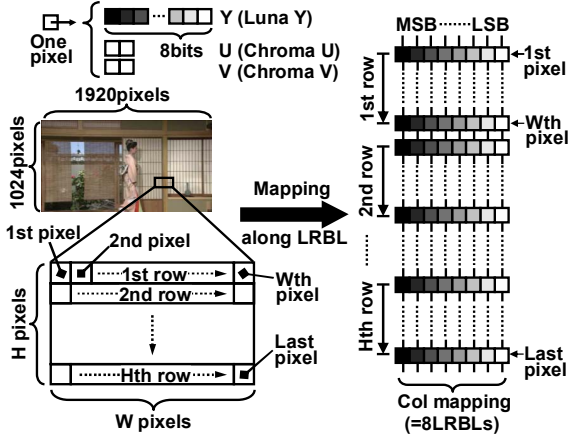 One
pixel
Y (Luna Y)
8bits
U (Chroma U)
V (Chroma V)
1920pixels
1024pixels
1st pixel
2nd pixel
1st row
2nd row
Hth row
Wth
pixel
Last
pixel
H pixels
W pixels
Mapping
along LRBL
MSB ...... LSB
1st row
2nd row
Hth row
1st
pixel
Wth
pixel
Last
pixel
Col mapping
(=8LRBLs)